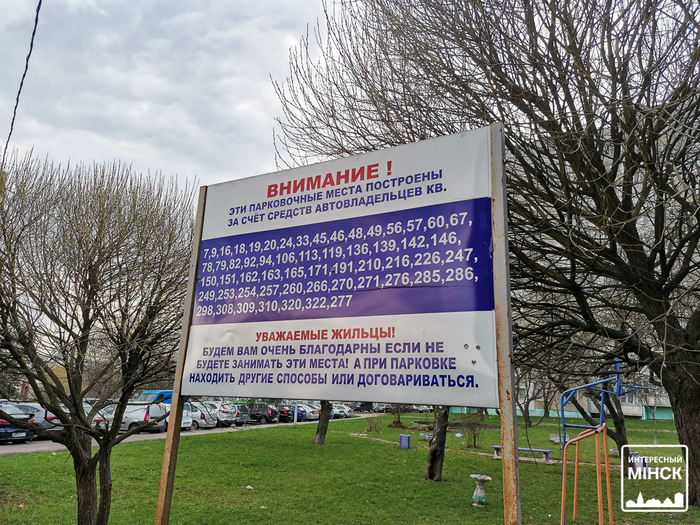 ВНИМАНИЕ !
ЭТИ ПАРКОВОЧНЫЕ МЕСТА ПОСТРОЕНЫ
ЗА СЧЁТ СРЕДСТВ АВТОВЛАДЕЛЬЦЕВ КВ.
7,9,16,18,19,20,24,33,45,46,48,49,56,57,60,67,
78,79,82,92,94,106,113,119,136,139,142,146,
150,151,162,163,165,171,191,210,216,226,247,
249,253,254,257,260,266,270,271,276,285,286,
298,308,309,310,320,322,277
УВАЖАЕМЫЕ ЖИЛЬЦЫ!
БУДЕМ ВАМ ОЧЕНЬ БЛАГОДАРНЫ ЕСЛИ НЕ
БУДЕТЕ ЗАНИМАТЬ ЭТИ МЕСТА! А ПРИ ПАРКОВКЕ
НАХОДИТЬ ДРУГИЕ СПОСОБЫ ИЛИ ДОГОВАРИВАТЬСЯ.
ИНТЕРЕСНЫЙ
МІНСК